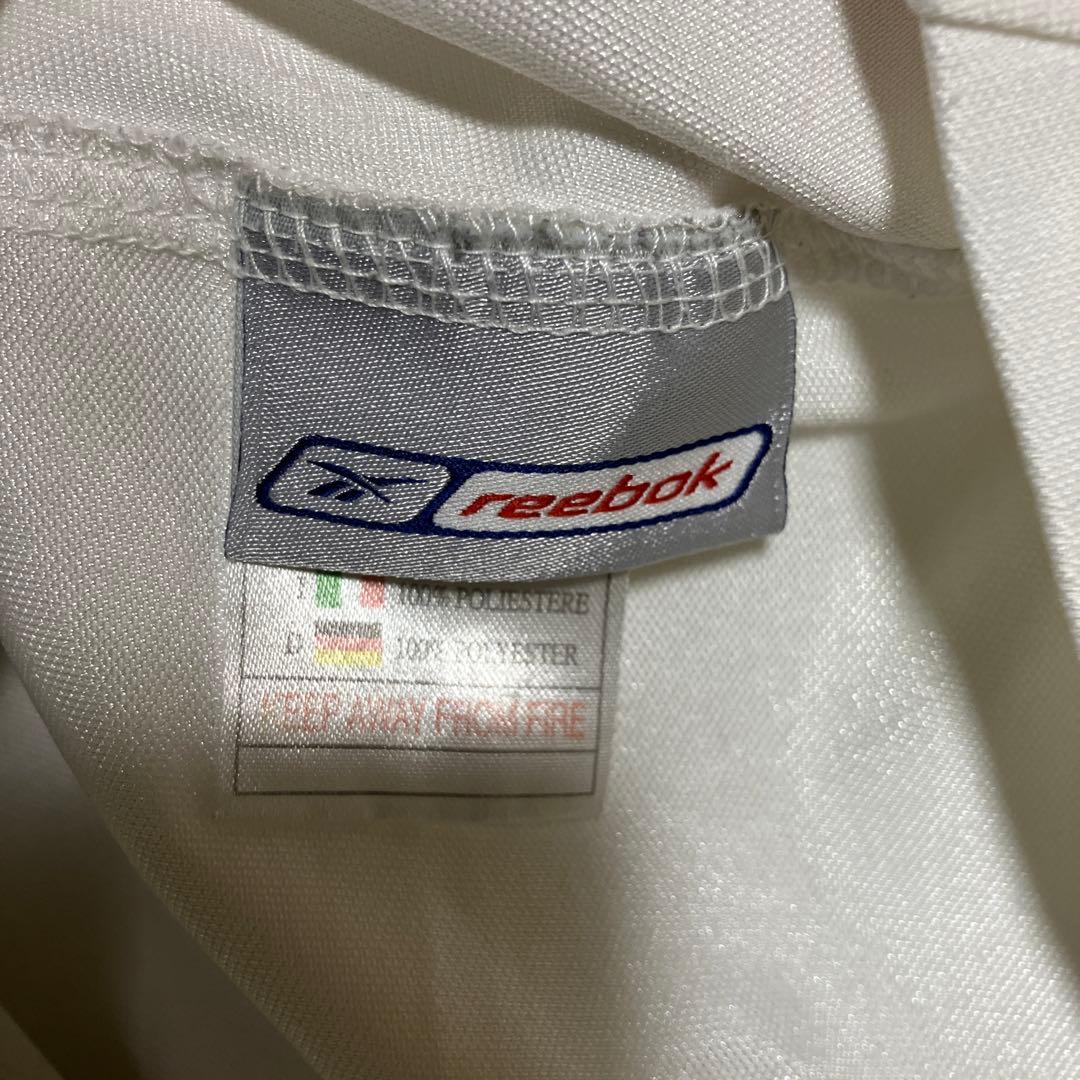 reebok
I 100% POLIESTERE
D 100% POLYESTER
KEEP AWAY FROM FIRE